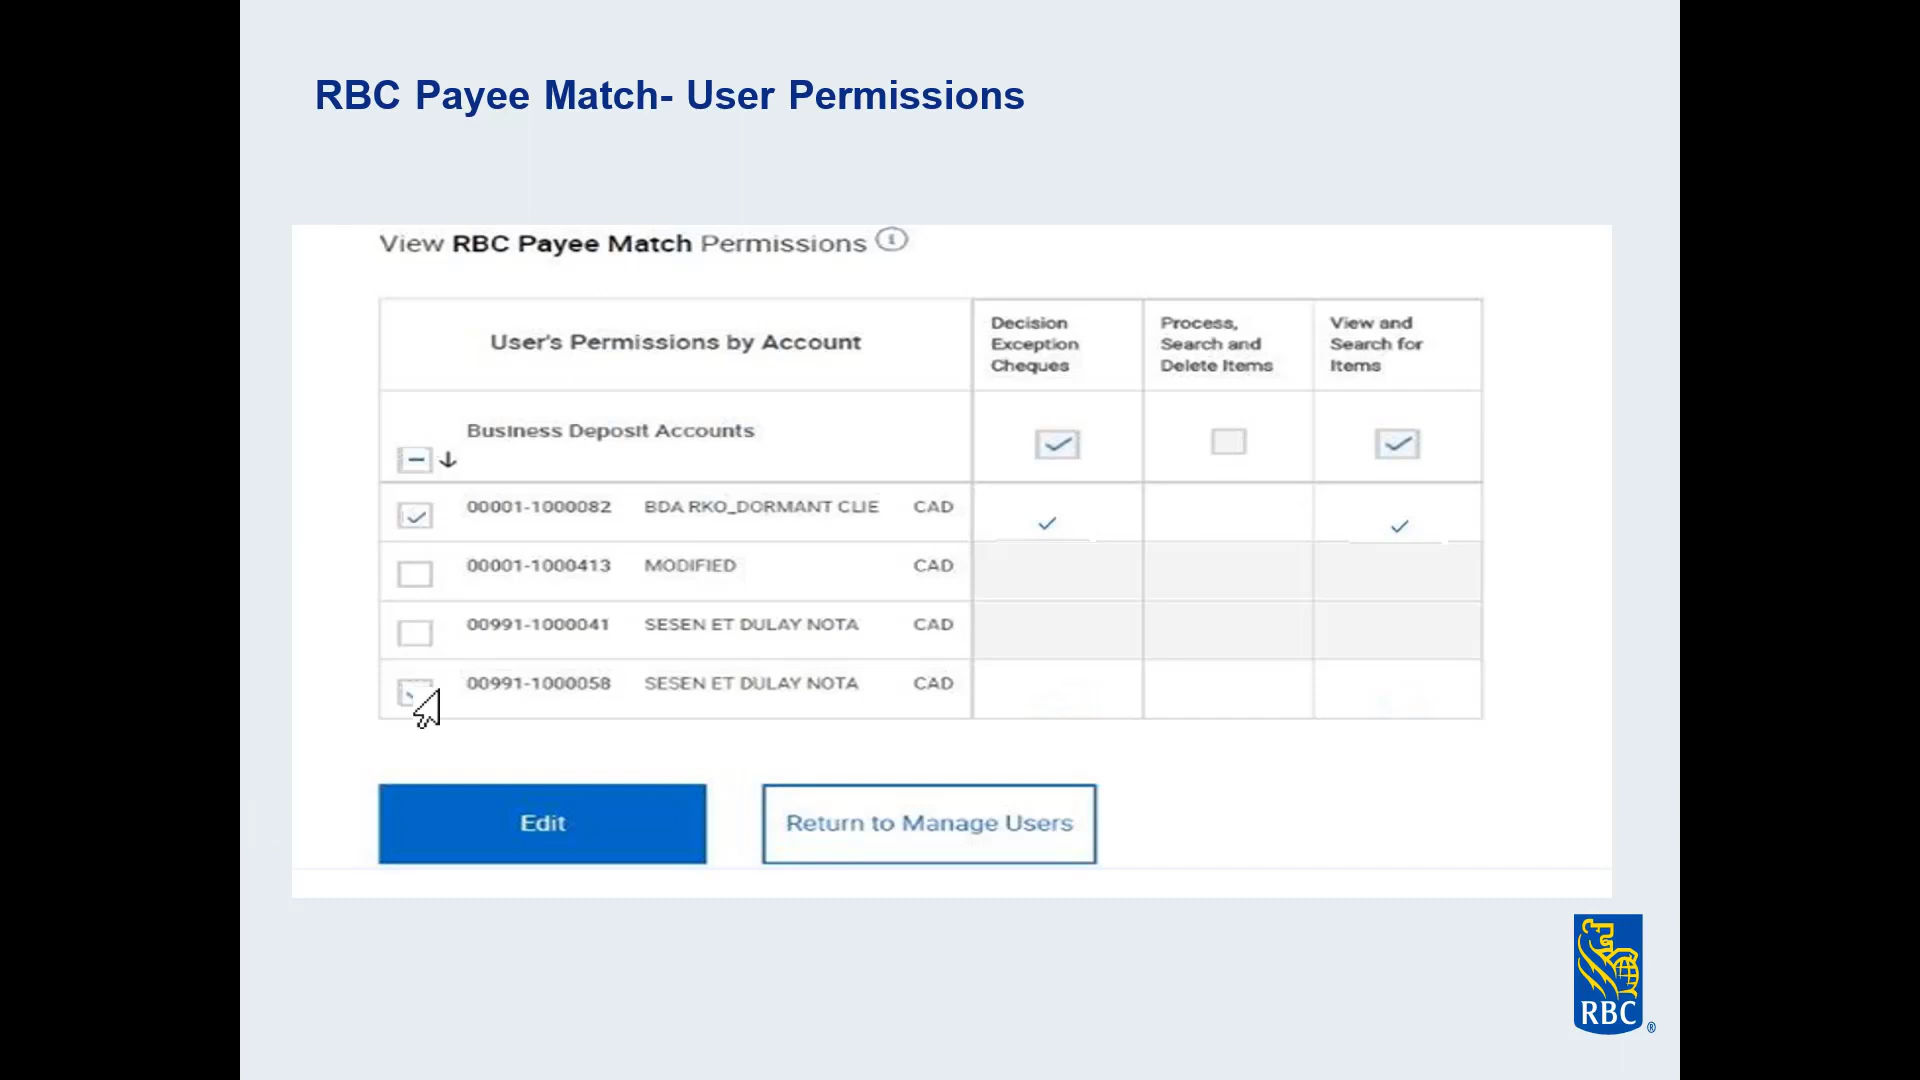 RBC Payee Match- User Permissions
View RBC Payee Match Permissions i
User's Permissions by Account
Decision
Exception
Cheques
Process,
Search and
Delete Items
View and
Search for
Items
Business Deposit Accounts
00001-1000082 BDA RKO_DORMANT CLIE CAD
00001-1000413 MODIFIED CAD
00991-1000041 SESEN ET DULAY NOTA CAD
00991-1000058 SESEN ET DULAY NOTA CAD
Edit
Return to Manage Users
RBC ®